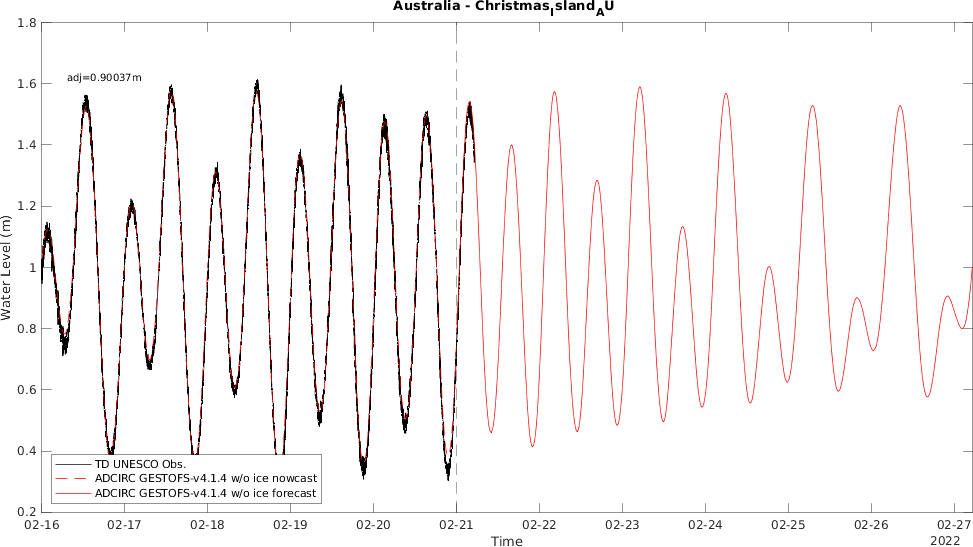 Australia - Christmas_Island_AU
1.8
adj=0.90037m
1.6
1.4
1.2
1
0.8
0.6
0.4
0.2
Water Level (m)
TD UNESCO Obs.
ADCIRC GESTOFS-v4.1.4 w/o ice nowcast
ADCIRC GESTOFS-v4.1.4 w/o ice forecast
02-16 02-17 02-18 02-19 02-20 02-21 02-22 02-23 02-24 02-25 02-26 02-27
Time
2022